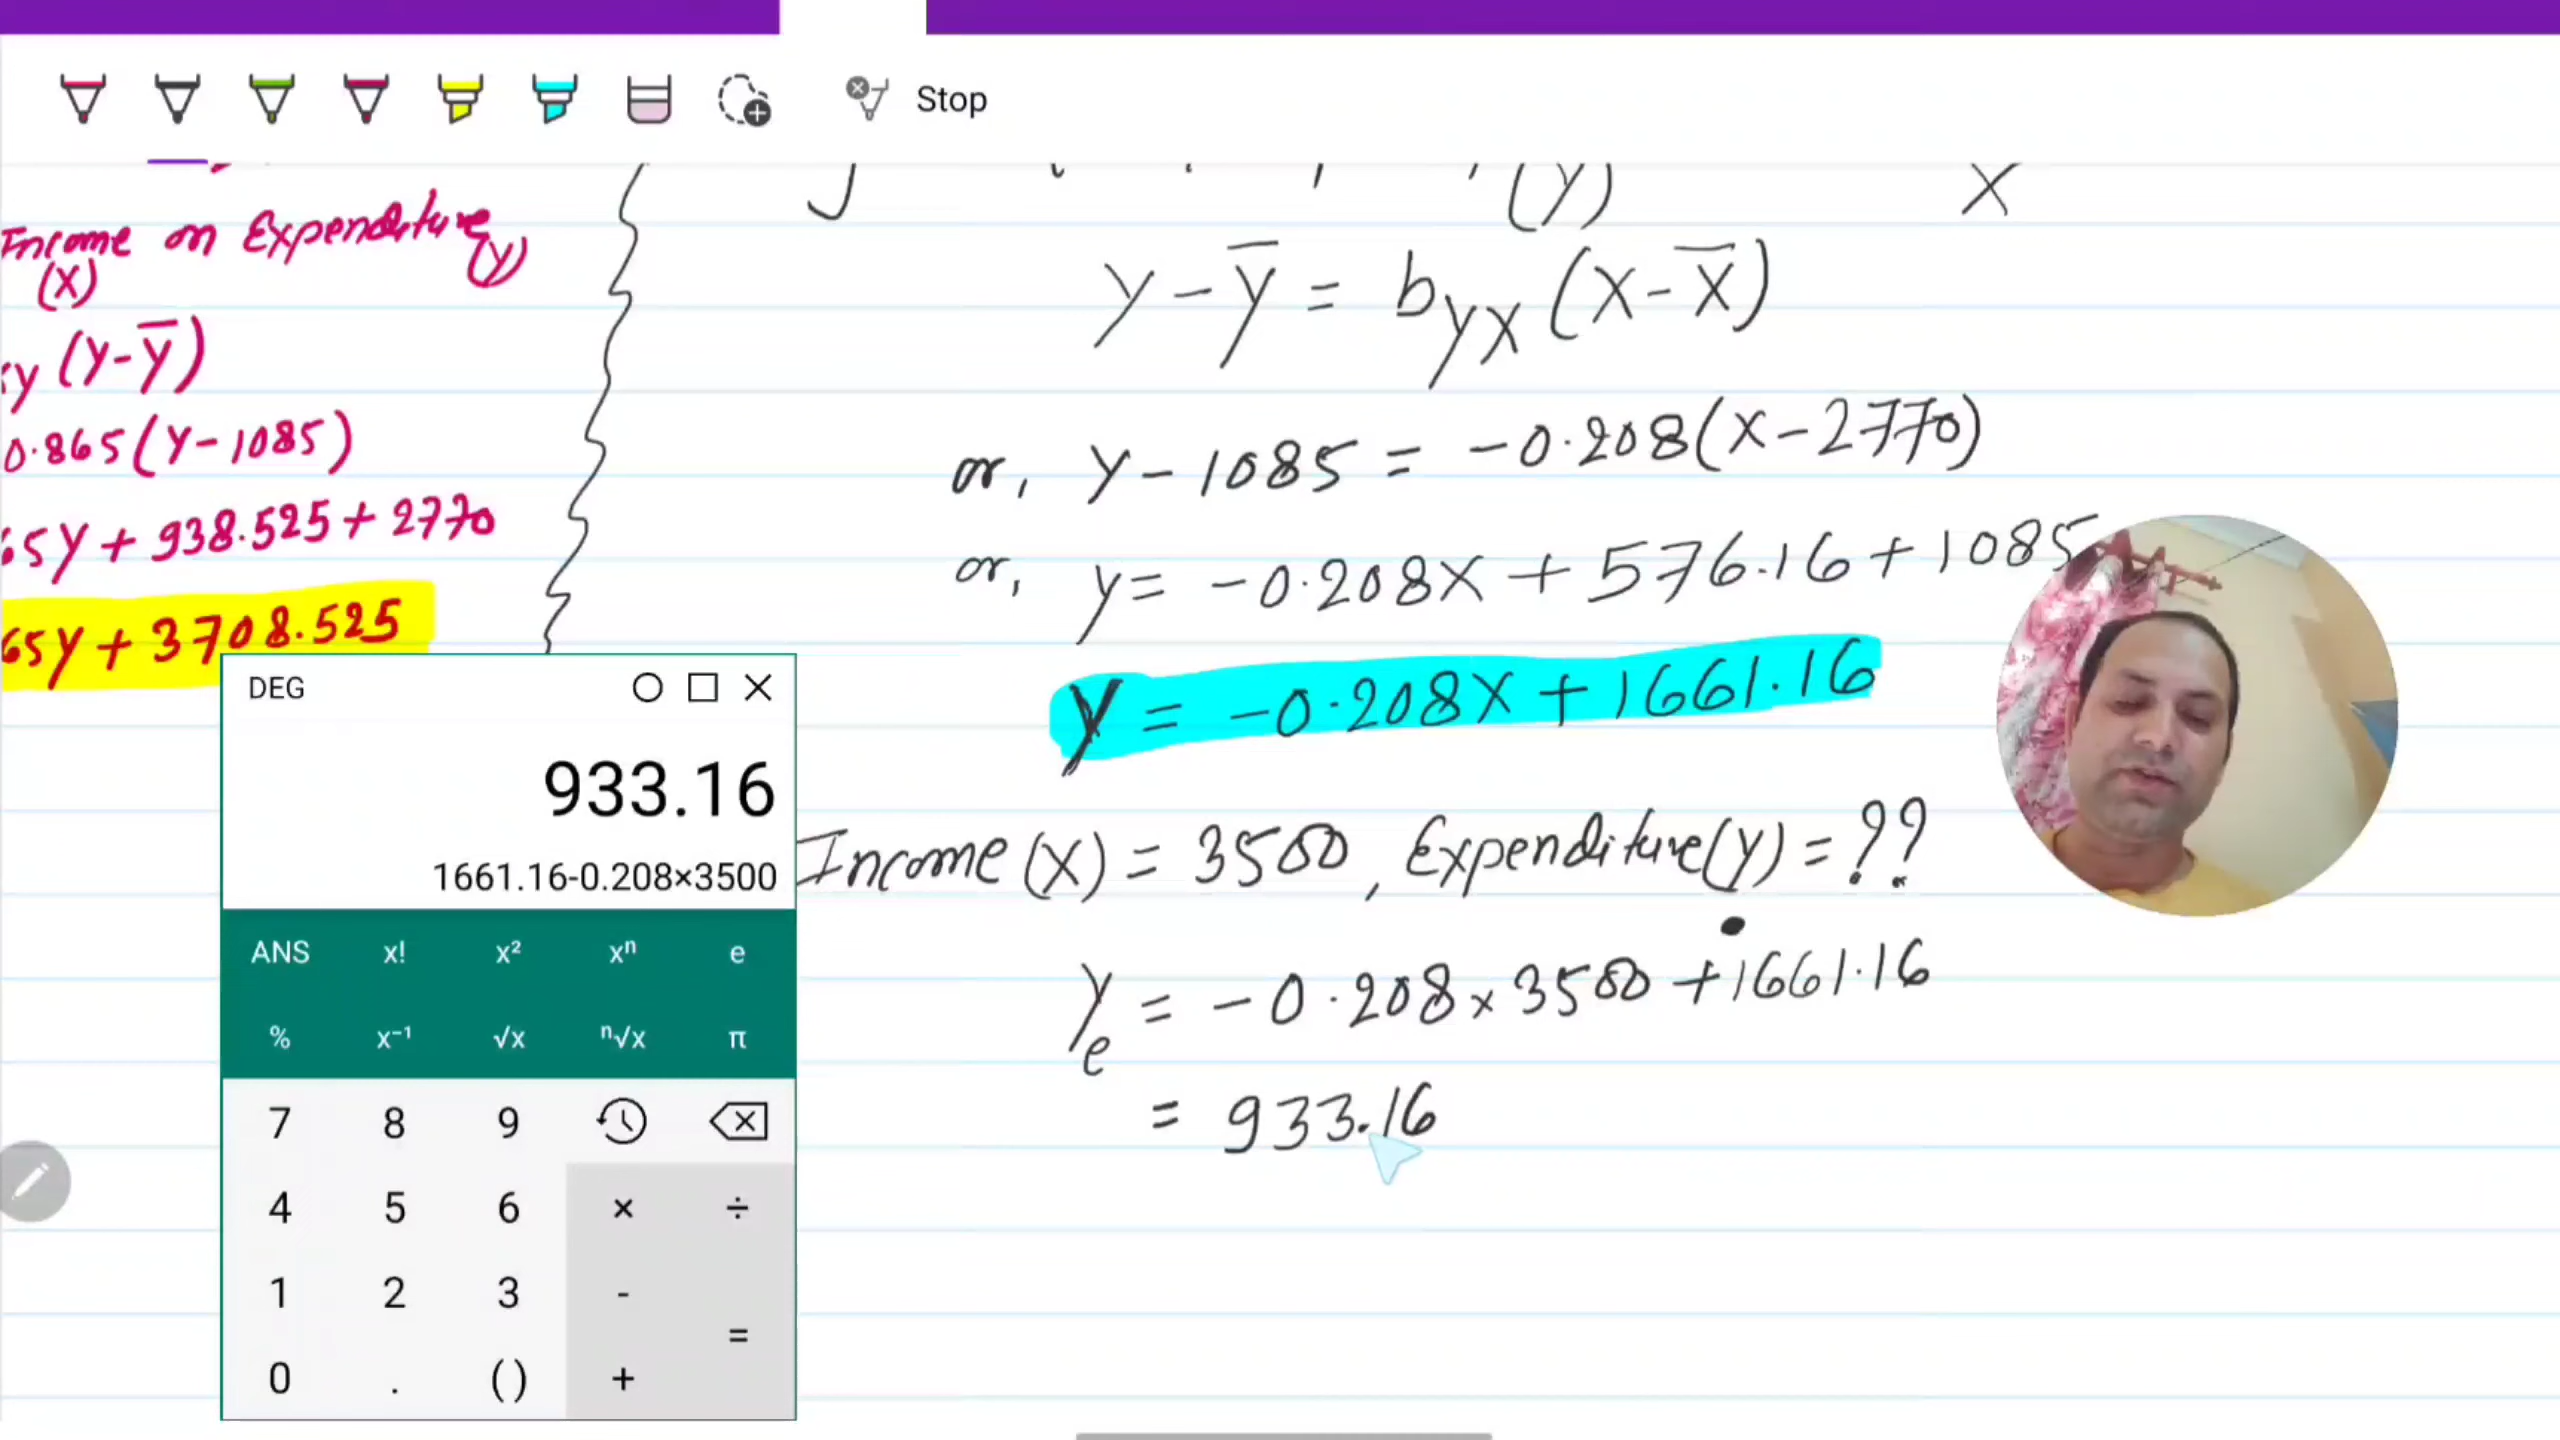 Stop
(y)
X
Income on Expenditure
(X) (y)
y (y-y̅)
0.865(y-1085)
65y + 938.525 + 2770
65y + 3708.525
y - y̅ = byx (X - X̅)
or, y - 1085 = -0.208(X - 2770)
or, y = -0.208X + 576.16 + 1085
y = -0.208X + 1661.16
Income (X) = 3500, Expenditure(y) = ??
ye = -0.208 × 3500 + 1661.16
= 933.16
DEG
933.16
1661.16-0.208×3500
ANS x! x² xⁿ e
% x⁻¹ √x ⁿ√x π
7 8 9
4 5 6 × ÷
1 2 3 -
=
0 . () +